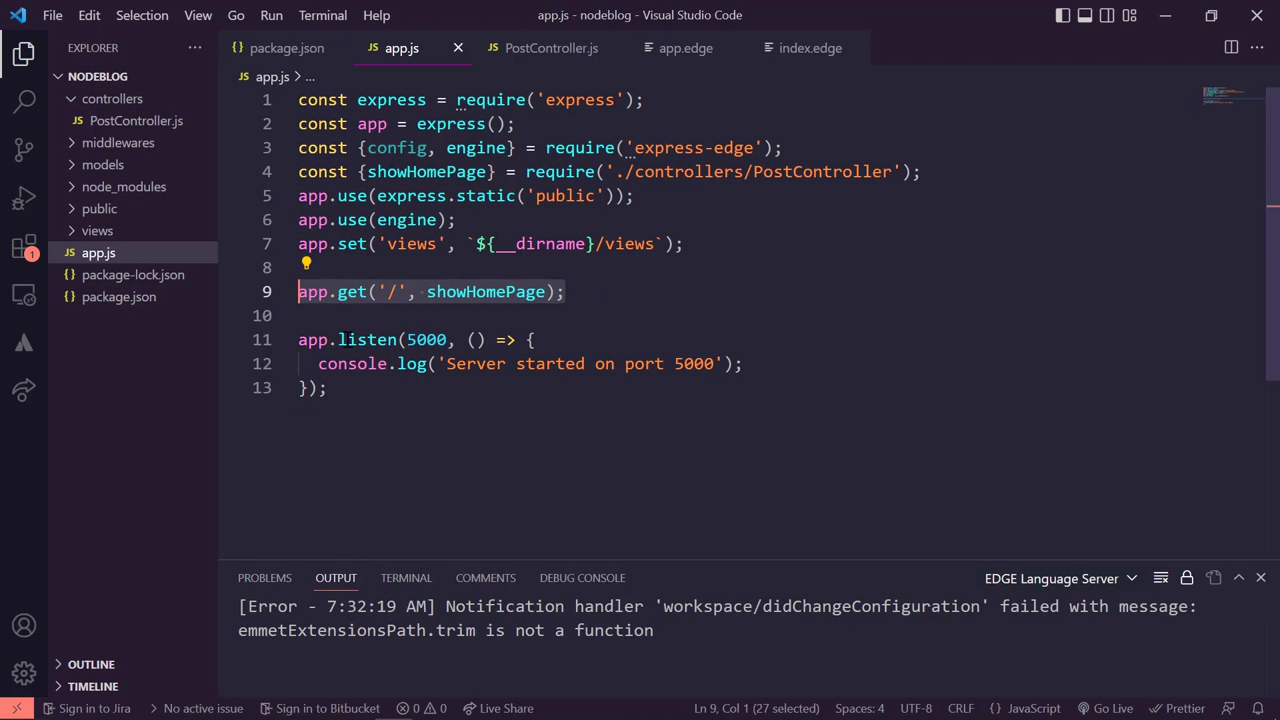 File Edit Selection View Go Run Terminal Help app.js - nodeblog - Visual Studio Code
EXPLORER
package.json
JS app.js
JS PostController.js
app.edge
index.edge
NODEBLOG
controllers
JS PostController.js
middlewares
models
node_modules
public
views
JS app.js
{} package-lock.json
{} package.json
OUTLINE
TIMELINE
1
JS app.js > ...
1 const express = require('express');
2 const app = express();
3 const {config, engine} = require('express-edge');
4 const {showHomePage} = require('./controllers/PostController');
5 app.use(express.static('public'));
6 app.use(engine);
7 app.set('views', `${__dirname}/views`);
8
9 app.get('/', showHomePage);
10
11 app.listen(5000, () => {
12 console.log('Server started on port 5000');
13 });
PROBLEMS OUTPUT TERMINAL COMMENTS DEBUG CONSOLE EDGE Language Server
[Error - 7:32:19 AM] Notification handler 'workspace/didChangeConfiguration' failed with message:
emmetExtensionsPath.trim is not a function
Sign in to Jira No active issue Sign in to Bitbucket 0 0 Live Share Ln 9, Col 1 (27 selected) Spaces: 4 UTF-8 CRLF {} JavaScript Go Live Prettier